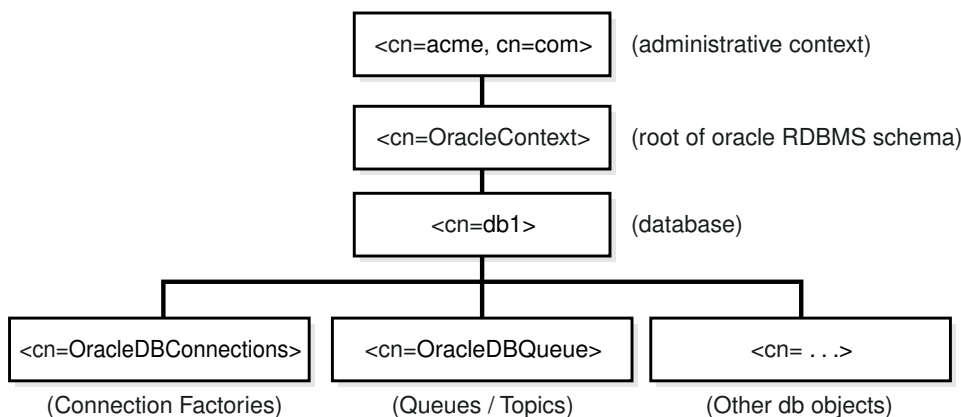 <cn=acme, cn=com> (administrative context)
<cn=OracleContext> (root of oracle RDBMS schema)
<cn=db1> (database)
<cn=OracleDBConnections> <cn=OracleDBQueue> <cn= . . .>
(Connection Factories) (Queues / Topics) (Other db objects)